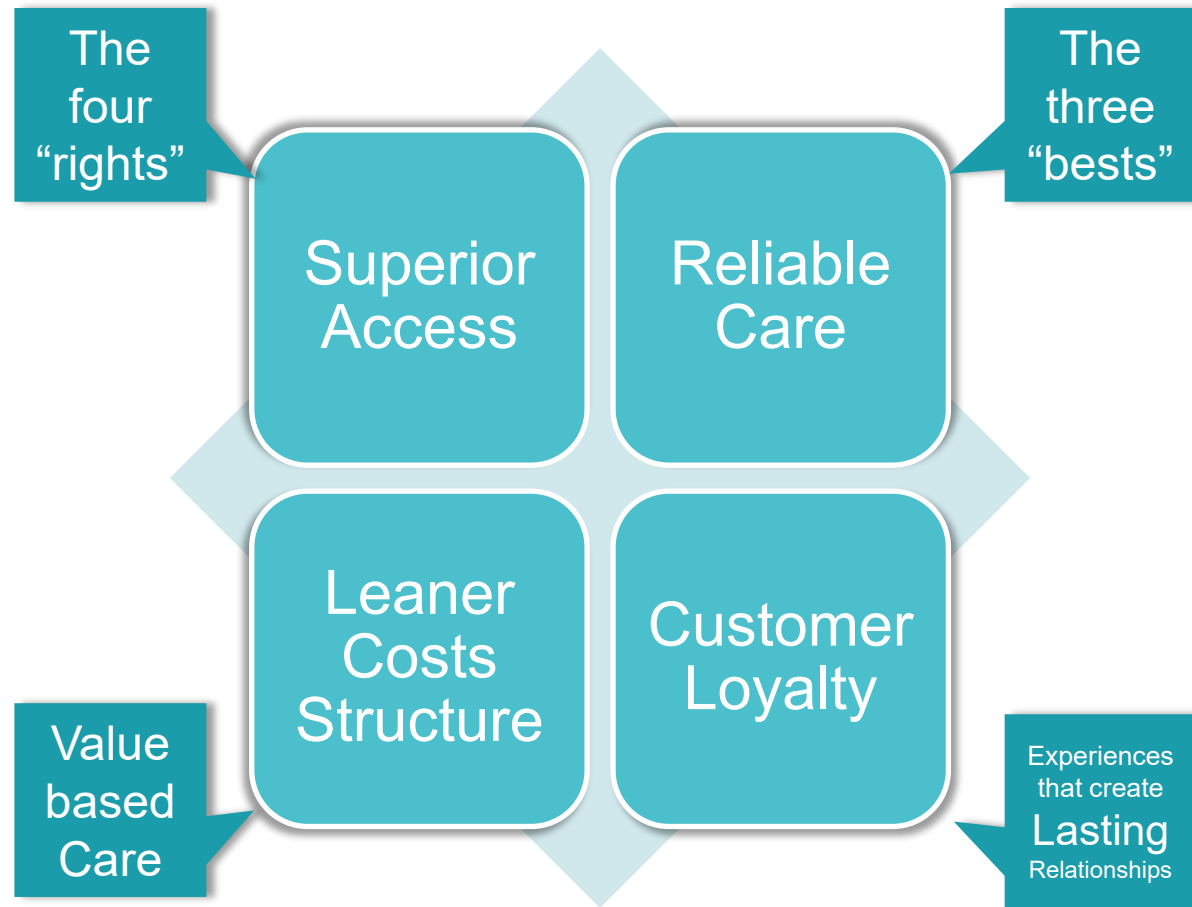 The
four
“rights”
The
three
“bests”
Superior
Access
Reliable
Care
Leaner
Costs
Structure
Customer
Loyalty
Value
based
Care
Experiences
that create
Lasting
Relationships